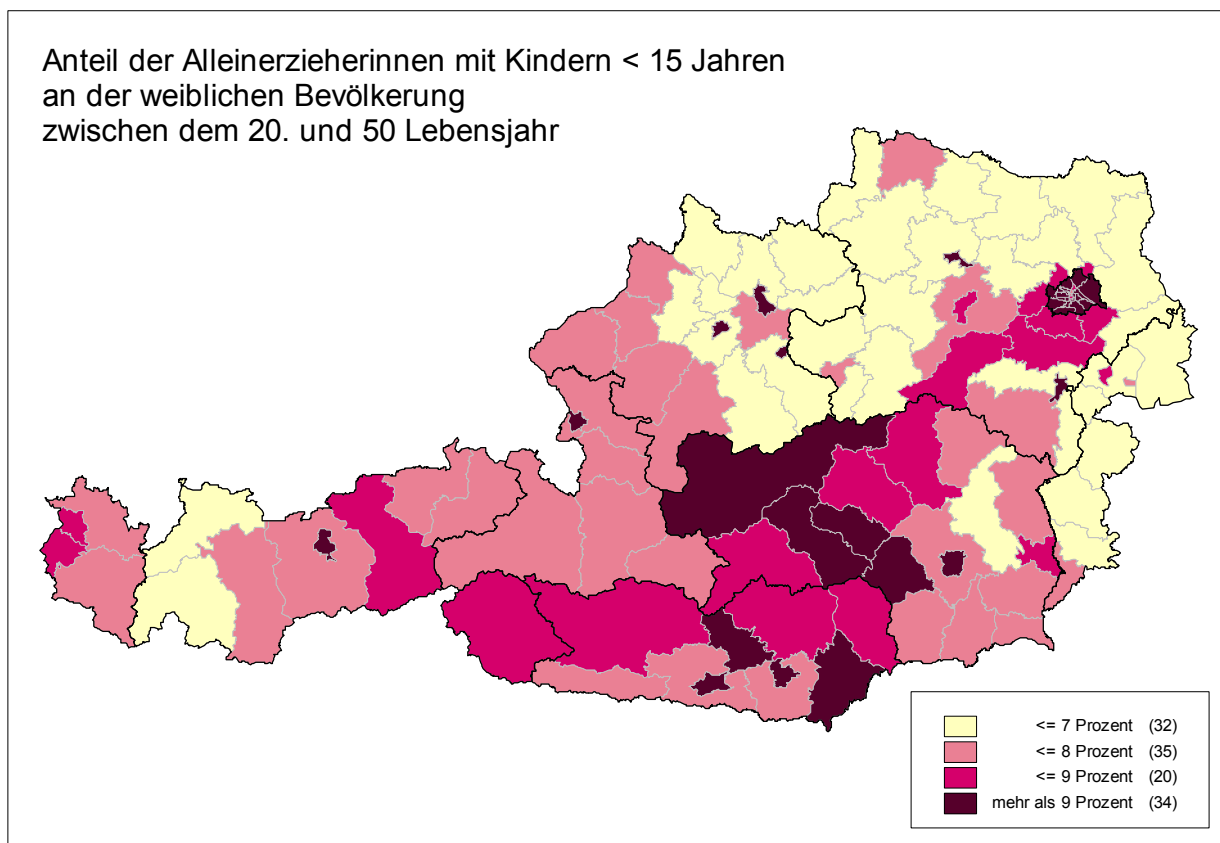 Anteil der Alleinerzieherinnen mit Kindern < 15 Jahren
an der weiblichen Bevölkerung
zwischen dem 20. und 50 Lebensjahr
<= 7 Prozent (32)
<= 8 Prozent (35)
<= 9 Prozent (20)
mehr als 9 Prozent (34)